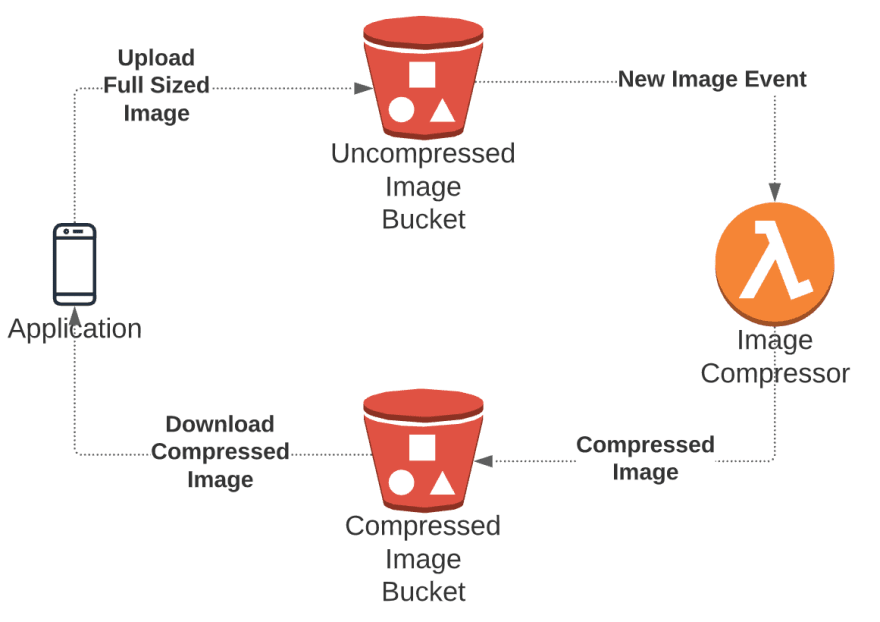 Upload
Full Sized
Image
New Image Event
Uncompressed
Image
Bucket
Application
Image
Compressor
Download
Compressed
Image
Compressed
Image
Compressed
Image
Bucket